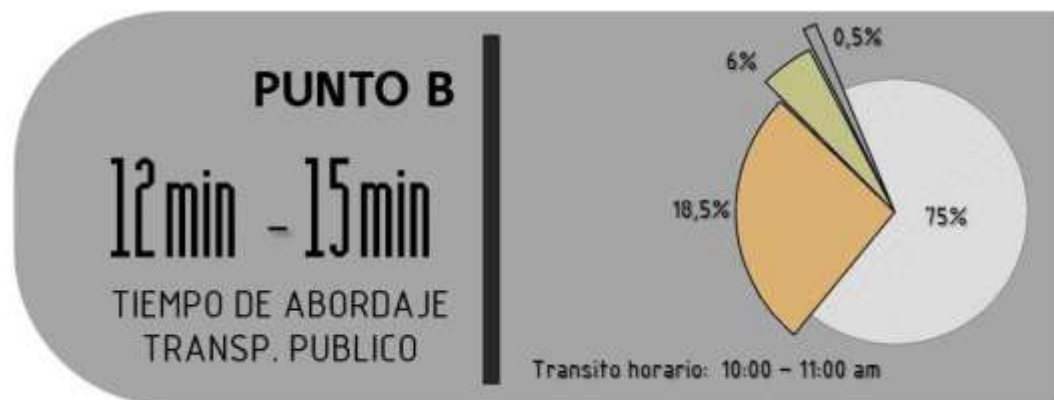 PUNTO B
12min - 15min
TIEMPO DE ABORDAJE
TRANSP. PUBLICO
0,5%
6%
18,5%
75%
Transito horario: 10:00 - 11:00 am